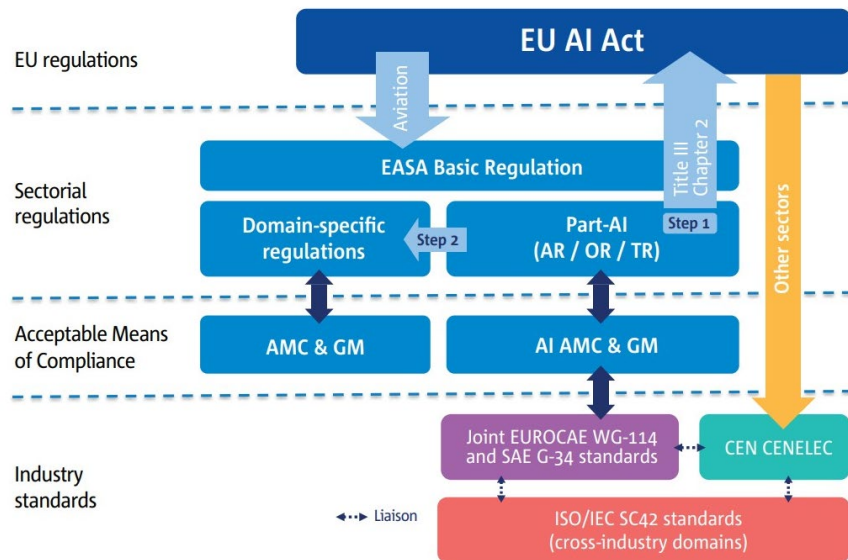 EU AI Act
EU regulations
Aviation
Title III
Chapter 2
Other sectors
EASA Basic Regulation
Sectorial
regulations
Domain-specific
regulations
Step 2
Part-AI
(AR / OR / TR)
Step 1
Acceptable Means
of Compliance
AMC & GM
AI AMC & GM
Joint EUROCAE WG-114
and SAE G-34 standards
CEN CENELEC
Industry
standards
Liaison
ISO/IEC SC42 standards
(cross-industry domains)